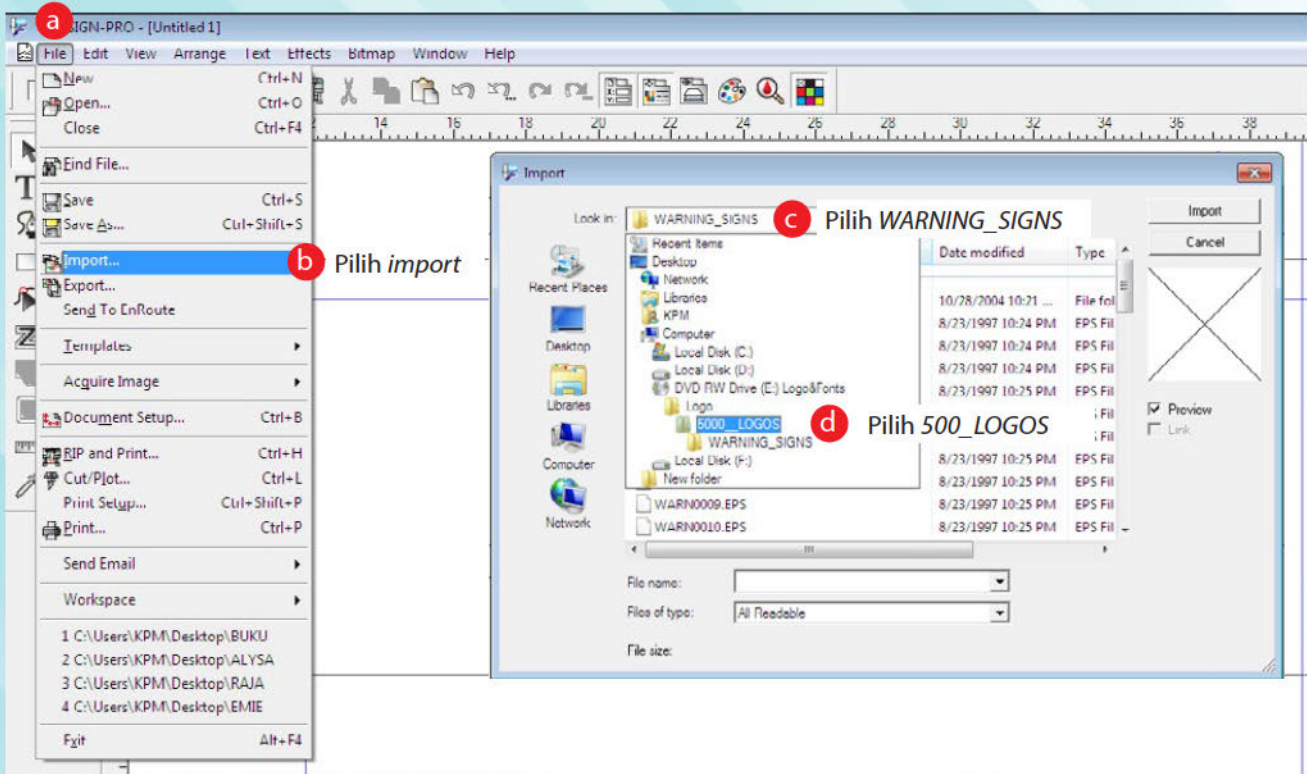 a
SIGN-PRO - [Untitled 1]
File Edit View Arrange Text Effects Bitmap Window Help
New Ctrl+N
Open... Ctrl+O
Close Ctrl+F4
Find File...
Save Ctrl+S
Save As... Ctrl+Shift+S
Import...
b Pilih import
Export...
Send To EnRoute
Templates
Acquire Image
Document Setup... Ctrl+B
RIP and Print... Ctrl+H
Cut/Plot... Ctrl+L
Print Setup... Ctrl+Shift+P
Print... Ctrl+P
Send Email
Workspace
1 C:\Users\KPM\Desktop\BUKU
2 C:\Users\KPM\Desktop\ALYSA
3 C:\Users\KPM\Desktop\RAJA
4 C:\Users\KPM\Desktop\EMIE
Exit Alt+F4
14 16 18 20 22 24 26 28 30 32 34 36 38
Import
Look in: WARNING_SIGNS
c Pilih WARNING_SIGNS
Import
Cancel
Recent Places
Desktop
Libraries
Computer
Network
Recent Items
Desktop
Network
Libraries
KPM
Computer
Local Disk (C:)
Local Disk (D:)
DVD RW Drive (E:) Logo&Fonts
Logo
5000__LOGOS
d Pilih 500_LOGOS
WARNING_SIGNS
Local Disk (F:)
New folder
Date modified Type
10/28/2004 10:21 ... File fol
8/23/1997 10:24 PM EPS Fil
8/23/1997 10:24 PM EPS Fil
8/23/1997 10:24 PM EPS Fil
8/23/1997 10:25 PM EPS Fil
Fil
Fil
8/23/1997 10:25 PM EPS Fil
8/23/1997 10:25 PM EPS Fil
WARN0009.EPS 8/23/1997 10:25 PM EPS Fil
WARN0010.EPS 8/23/1997 10:25 PM EPS Fil
Preview
Link
File name:
Files of type: All Readable
File size: